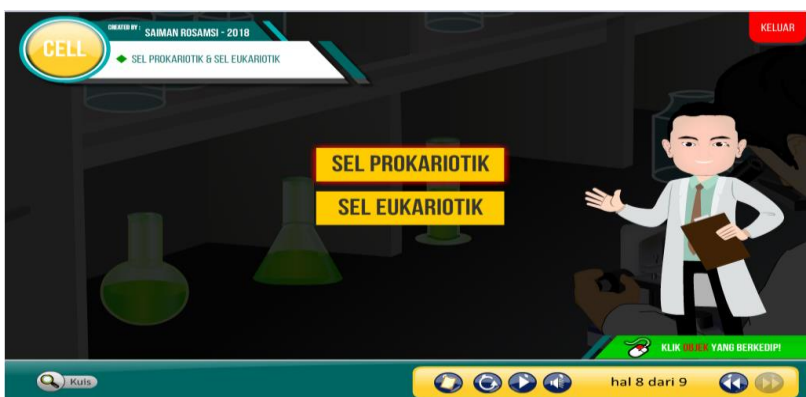 CELL
CREATED BY : SAIMAN ROSAMSI - 2018
SEL PROKARIOTIK & SEL EUKARIOTIK
KELUAR
SEL PROKARIOTIK
SEL EUKARIOTIK
KLIK OBJEK YANG BERKEDIP!
Kuis
hal 8 dari 9